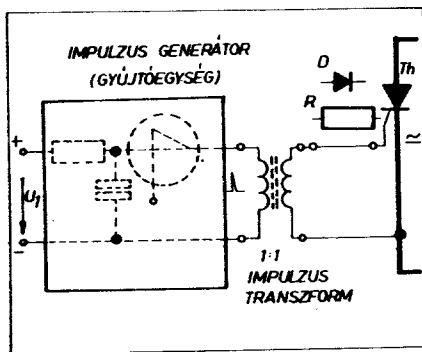 IMPULZUS GENERÁTOR
(GYÚJTÓEGYSÉG)
D
Th
R
+
U1
-
~
1:1
IMPULZUS
TRANSZFORM